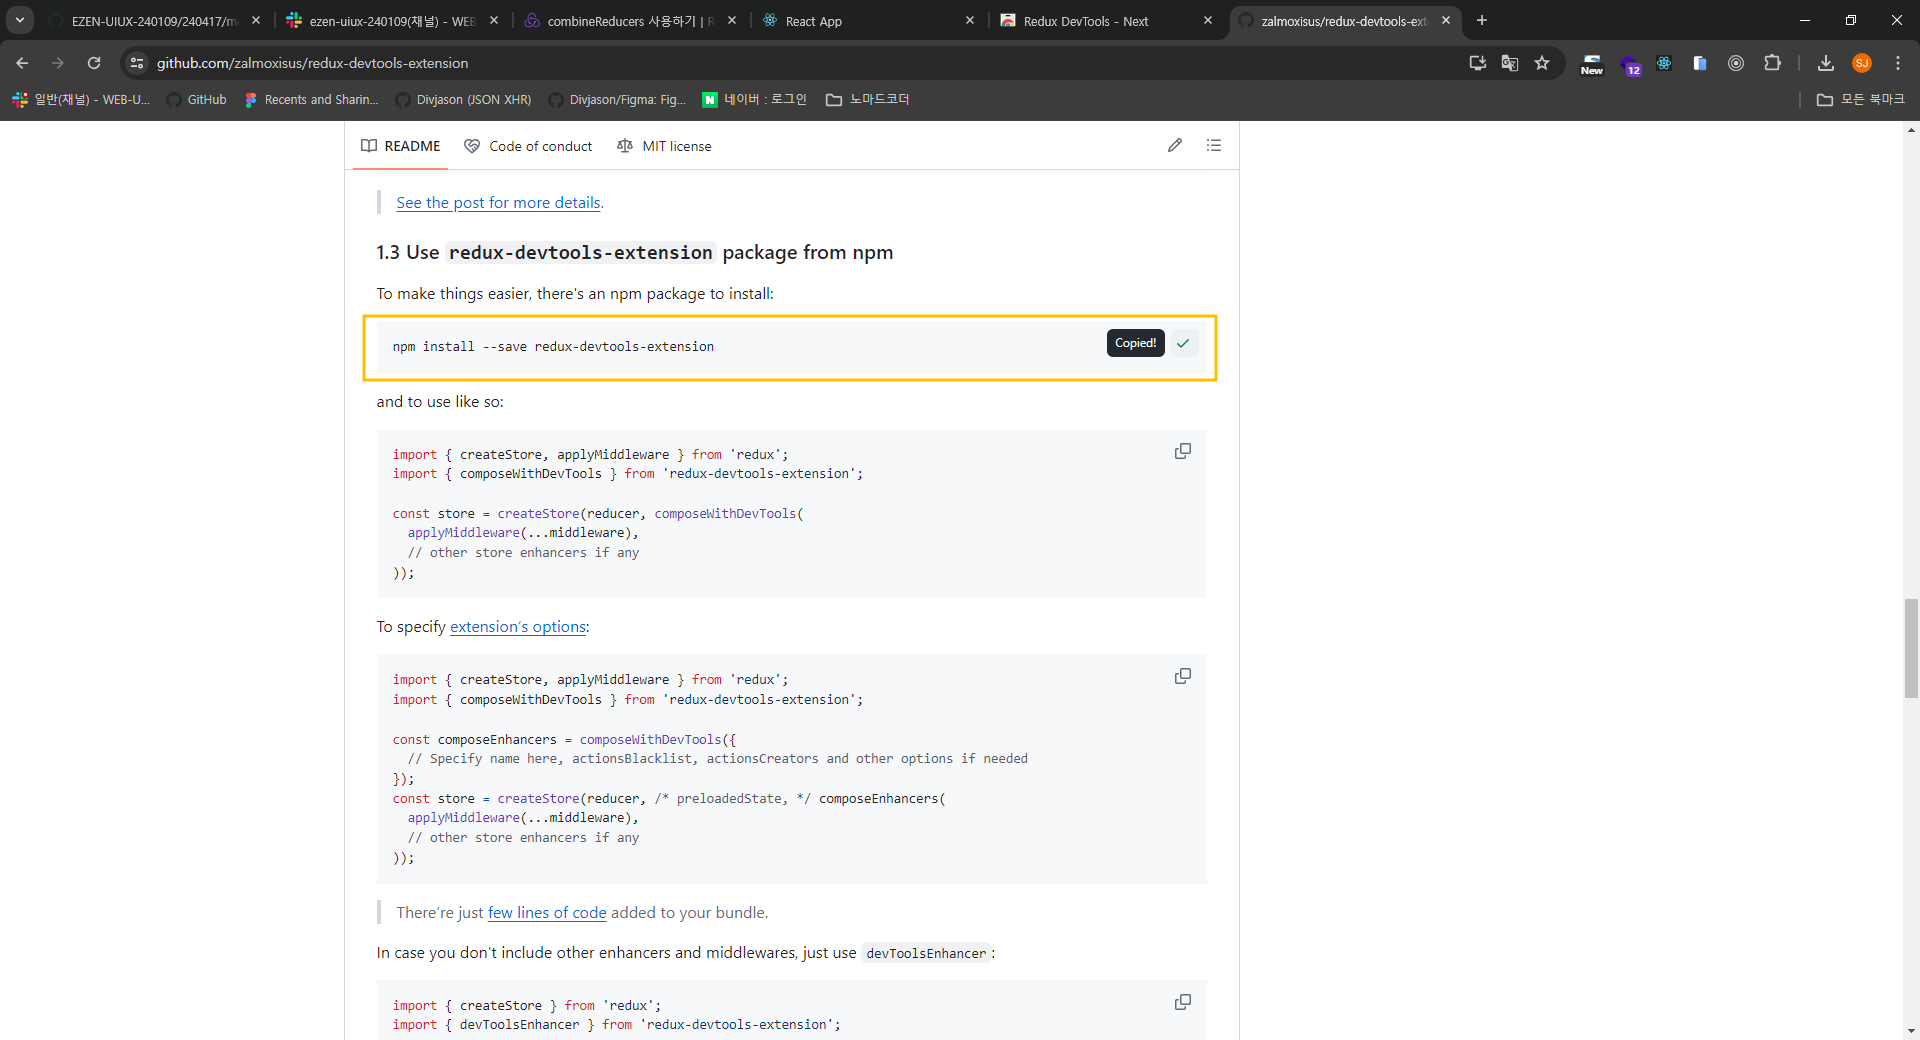 EZEN-UIUX-240109/240417/m
ezen-uiux-240109(채널) - WEB
combineReducers 사용하기 | R
React App
Redux DevTools - Next
zalmoxisus/redux-devtools-ext
github.com/zalmoxisus/redux-devtools-extension
New
12
SJ
일반(채널) - WEB-U...
GitHub
Recents and Sharin...
Divjason (JSON XHR)
Divjason/Figma: Fig...
N
네이버 : 로그인
노마드코더
모든 북마크
README
Code of conduct
MIT license
See the post for more details.
1.3 Use redux-devtools-extension package from npm
To make things easier, there's an npm package to install:
npm install --save redux-devtools-extension
Copied!
and to use like so:
import { createStore, applyMiddleware } from 'redux';
import { composeWithDevTools } from 'redux-devtools-extension';
const store = createStore(reducer, composeWithDevTools(
applyMiddleware(...middleware),
// other store enhancers if any
));
To specify extension's options:
import { createStore, applyMiddleware } from 'redux';
import { composeWithDevTools } from 'redux-devtools-extension';
const composeEnhancers = composeWithDevTools({
// Specify name here, actionsBlacklist, actionsCreators and other options if needed
});
const store = createStore(reducer, /* preloadedState, */ composeEnhancers(
applyMiddleware(...middleware),
// other store enhancers if any
));
There're just few lines of code added to your bundle.
In case you don't include other enhancers and middlewares, just use devToolsEnhancer:
import { createStore } from 'redux';
import { devToolsEnhancer } from 'redux-devtools-extension';